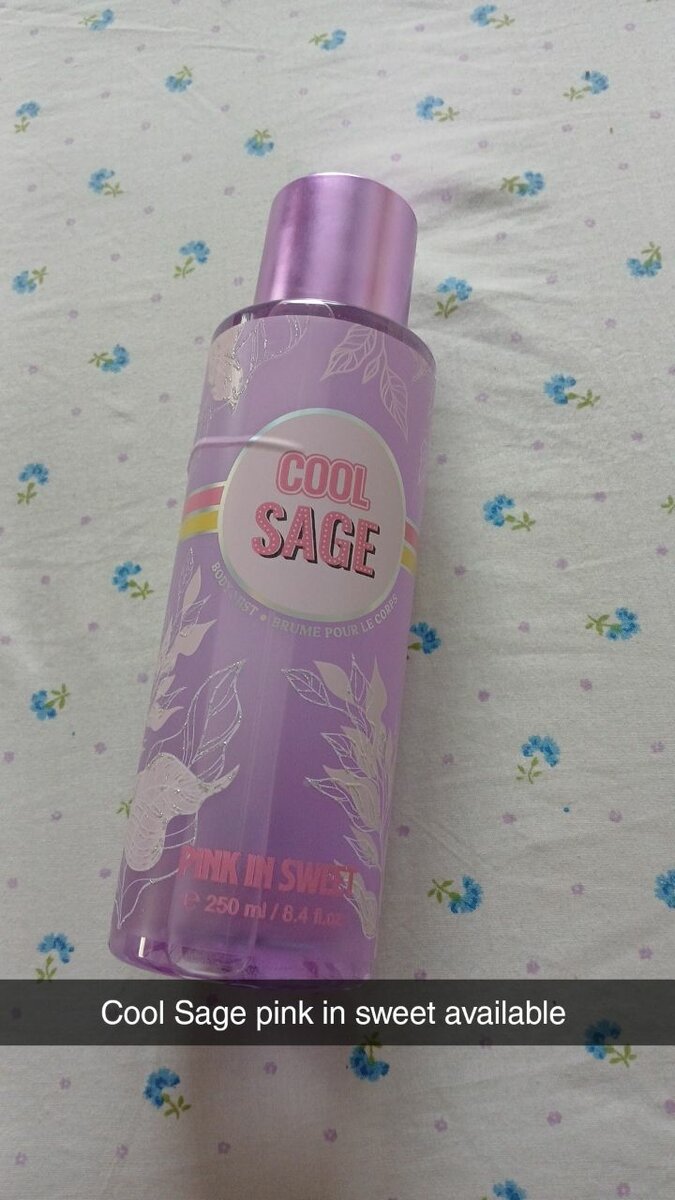 COOL
SAGE
BODY MIST • BRUME POUR LE CORPS
PINK IN SWEET
e 250 ml / 8.4 fl.oz
Cool Sage pink in sweet available